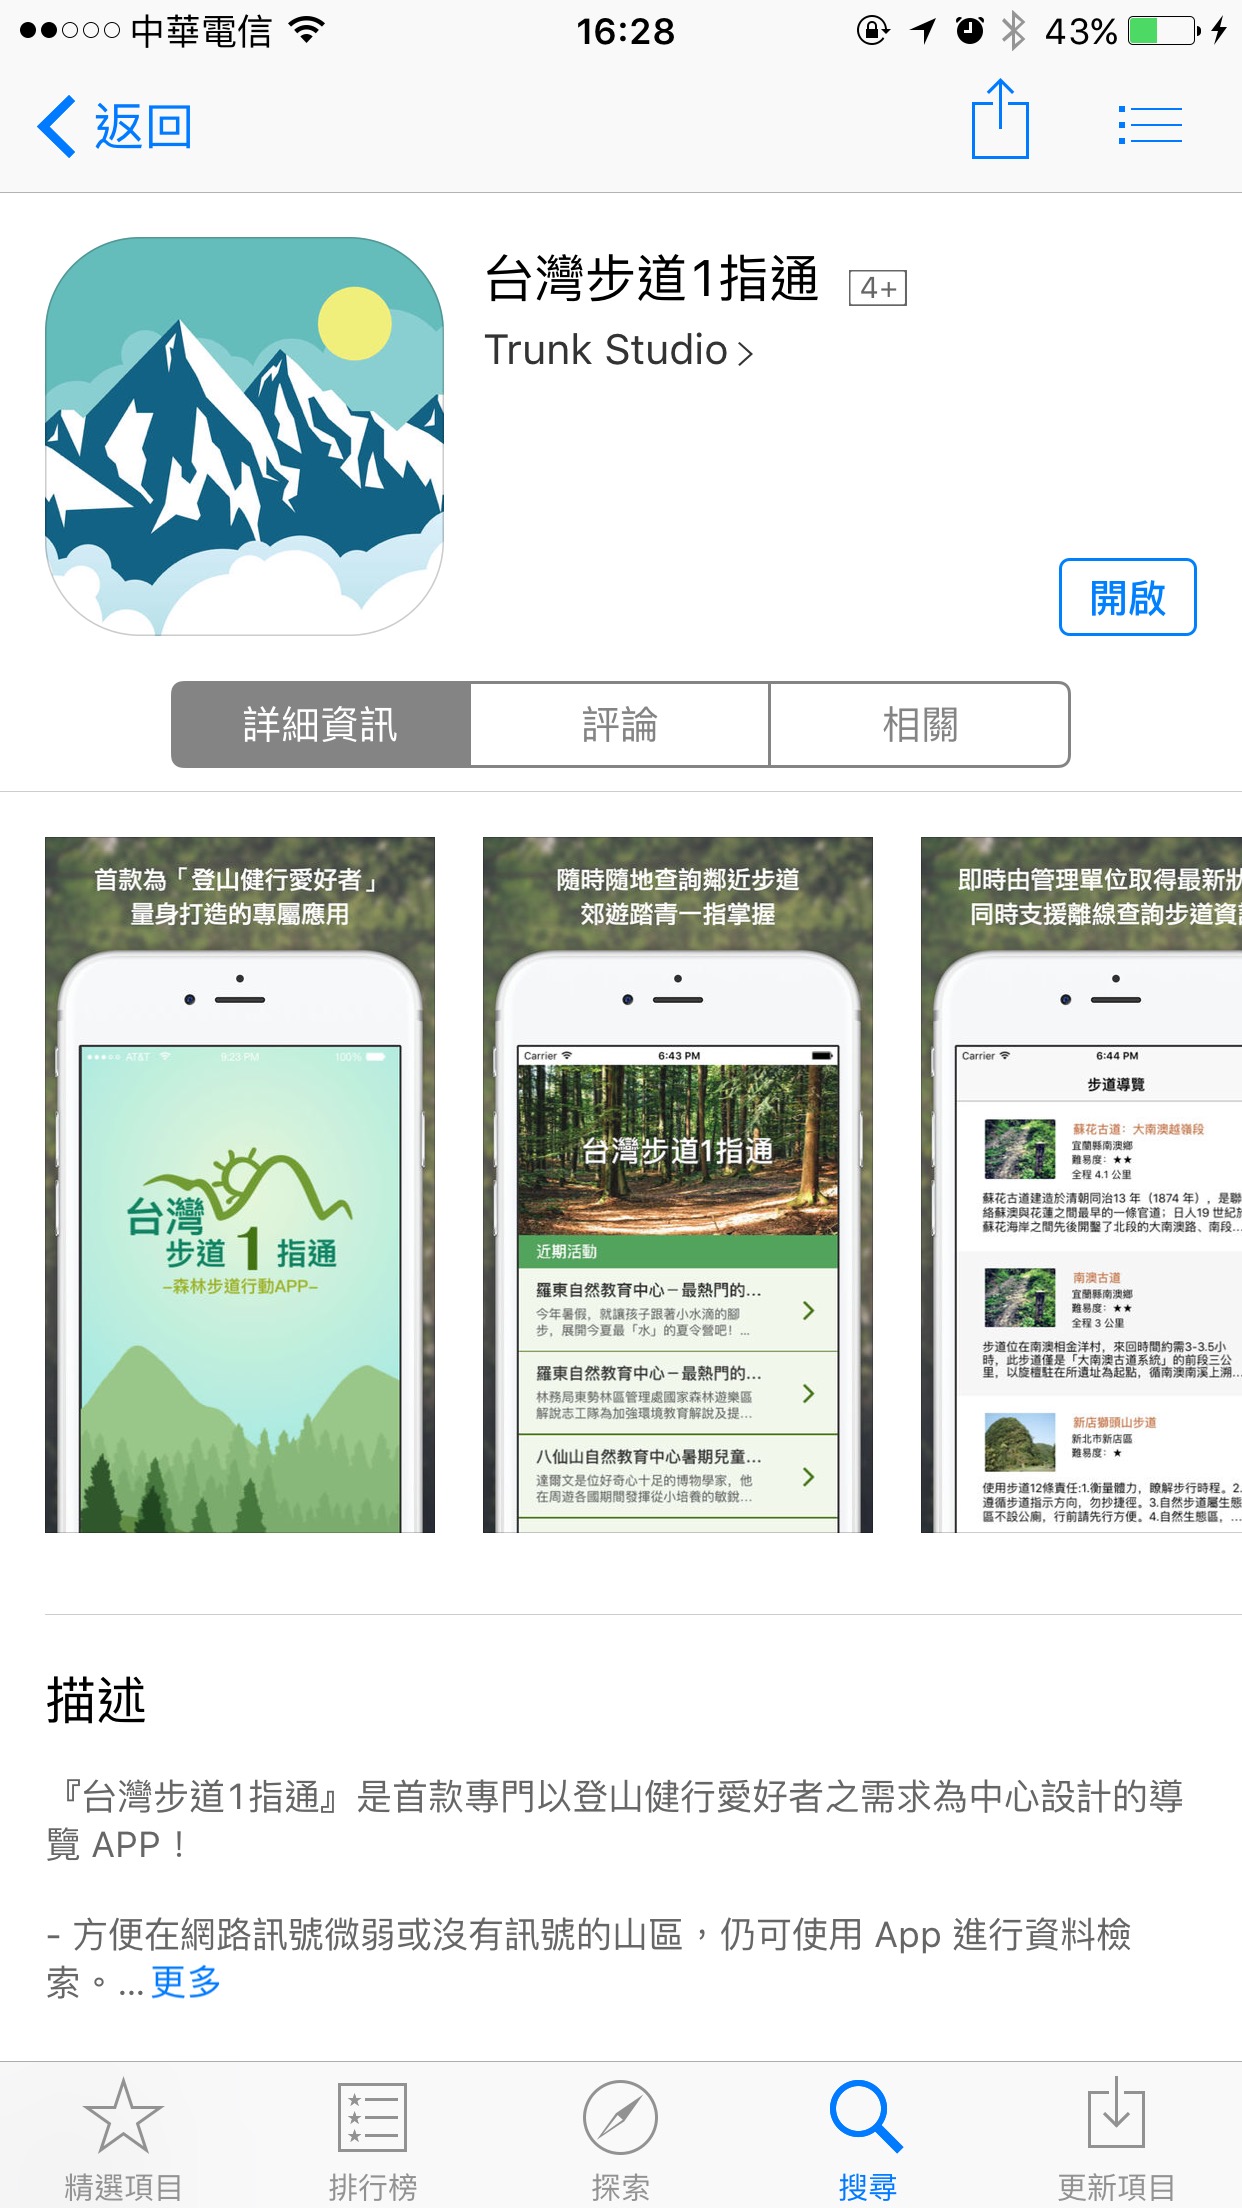 中華電信
16:28
43%
返回
台灣步道1指通 4+
Trunk Studio >
開啟
詳細資訊
評論
相關
首款為「登山健行愛好者」
量身打造的專屬應用
AT&T 9:23 PM 100%
台灣
步道1指通
–森林步道行動APP–
隨時隨地查詢鄰近步道
郊遊踏青一指掌握
Carrier 6:43 PM
台灣步道1指通
近期活動
羅東自然教育中心－最熱門的...
今年暑假，就讓孩子跟著小水滴的腳
步，展開今夏最「水」的夏令營吧！...
羅東自然教育中心－最熱門的...
林務局東勢林區管理處國家森林遊樂區
解說志工隊為加強環境教育解說及提...
八仙山自然教育中心暑期兒童...
達爾文是位好奇心十足的博物學家，他
在周遊各國期間發揮從小培養的敏銳...
即時由管理單位取得最新狀
同時支援離線查詢步道資訊
Carrier 6:44 PM
步道導覽
蘇花古道：大南澳越嶺段
宜蘭縣南澳鄉
難易度：★★
全程 4.1 公里
蘇花古道建造於清朝同治13 年（1874 年），是聯
絡蘇澳與花蓮之間最早的一條官道；日人19 世紀於
蘇花海岸之間先後開鑿了北段的大南澳路、南段...
南澳古道
宜蘭縣南澳鄉
難易度：★★
全程 3 公里
步道位在南澳相金洋村，來回時間約需3-3.5小
時，此步道僅是「大南澳古道系統」的前段三公
里，以旋檀駐在所遺址為起點，循南澳南溪上溯...
新店獅頭山步道
新北市新店區
難易度：★
使用步道12條責任:1.衡量體力，瞭解步行時程。2.
遵循步道指示方向，勿抄捷徑。3.自然步道屬生態
區不設公廁，行前請先行方便。4.自然生態區，...
描述
『台灣步道1指通』是首款專門以登山健行愛好者之需求為中心設計的導
覽 APP！
- 方便在網路訊號微弱或沒有訊號的山區，仍可使用 App 進行資料檢
索。... 更多
精選項目
排行榜
探索
搜尋
更新項目